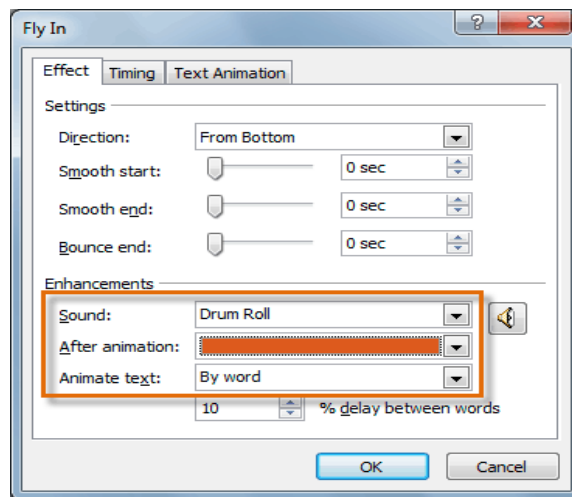 Fly In
Effect Timing Text Animation
Settings
Direction: From Bottom
Smooth start: 0 sec
Smooth end: 0 sec
Bounce end: 0 sec
Enhancements
Sound: Drum Roll
After animation:
Animate text: By word
10 % delay between words
OK Cancel